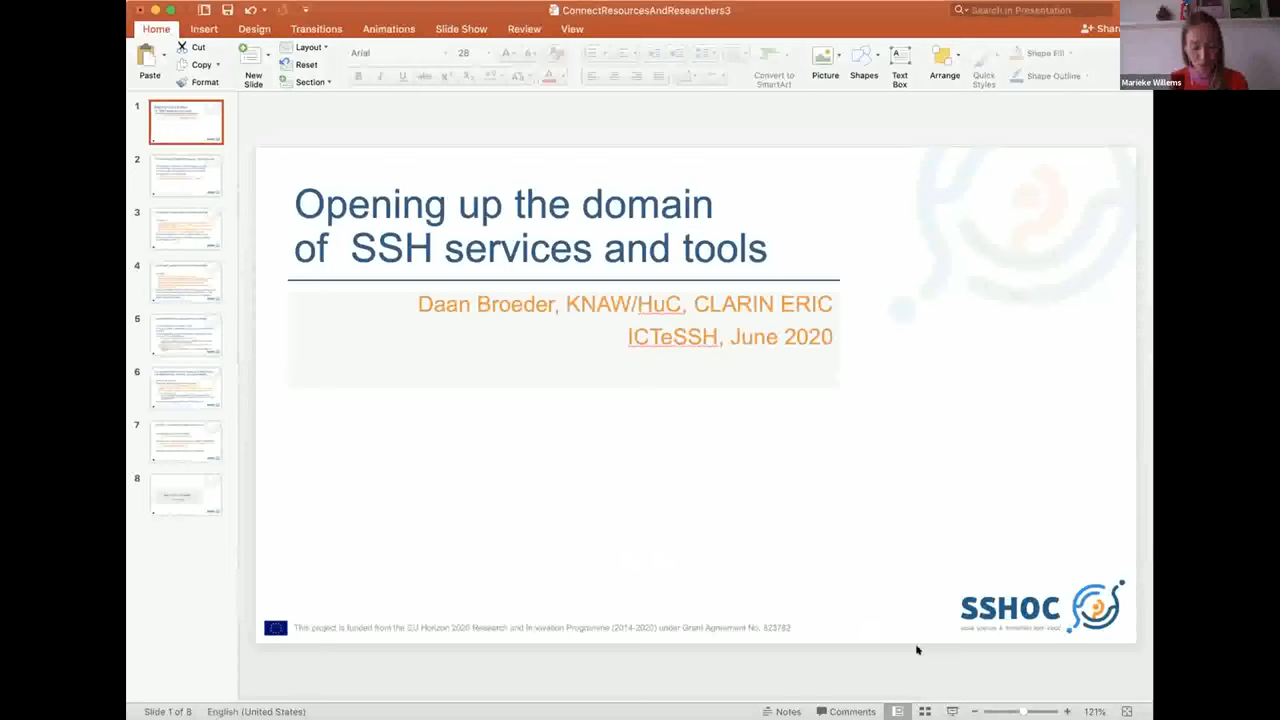 ConnectResourcesAndResearchers3
Search in Presentation
Home Insert Design Transitions Animations Slide Show Review View Share
Paste
Cut
Copy
Format
New Slide
Layout
Reset
Section
Arial 28
Convert to SmartArt
Picture
Shapes
Text Box
Arrange
Quick Styles
Shape Fill
Shape Outline
Marieke Willems
1
2
3
4
5
6
7
8
Opening up the domain
of SSH services and tools
Daan Broeder, KNAW/HuC, CLARIN ERIC
ICTeSSH, June 2020
SSHOC
This project is funded from the EU Horizon 2020 Research and Innovation Programme (2014-2020) under Grant Agreement No. 823782
Slide 1 of 8 English (United States) Notes Comments 121%